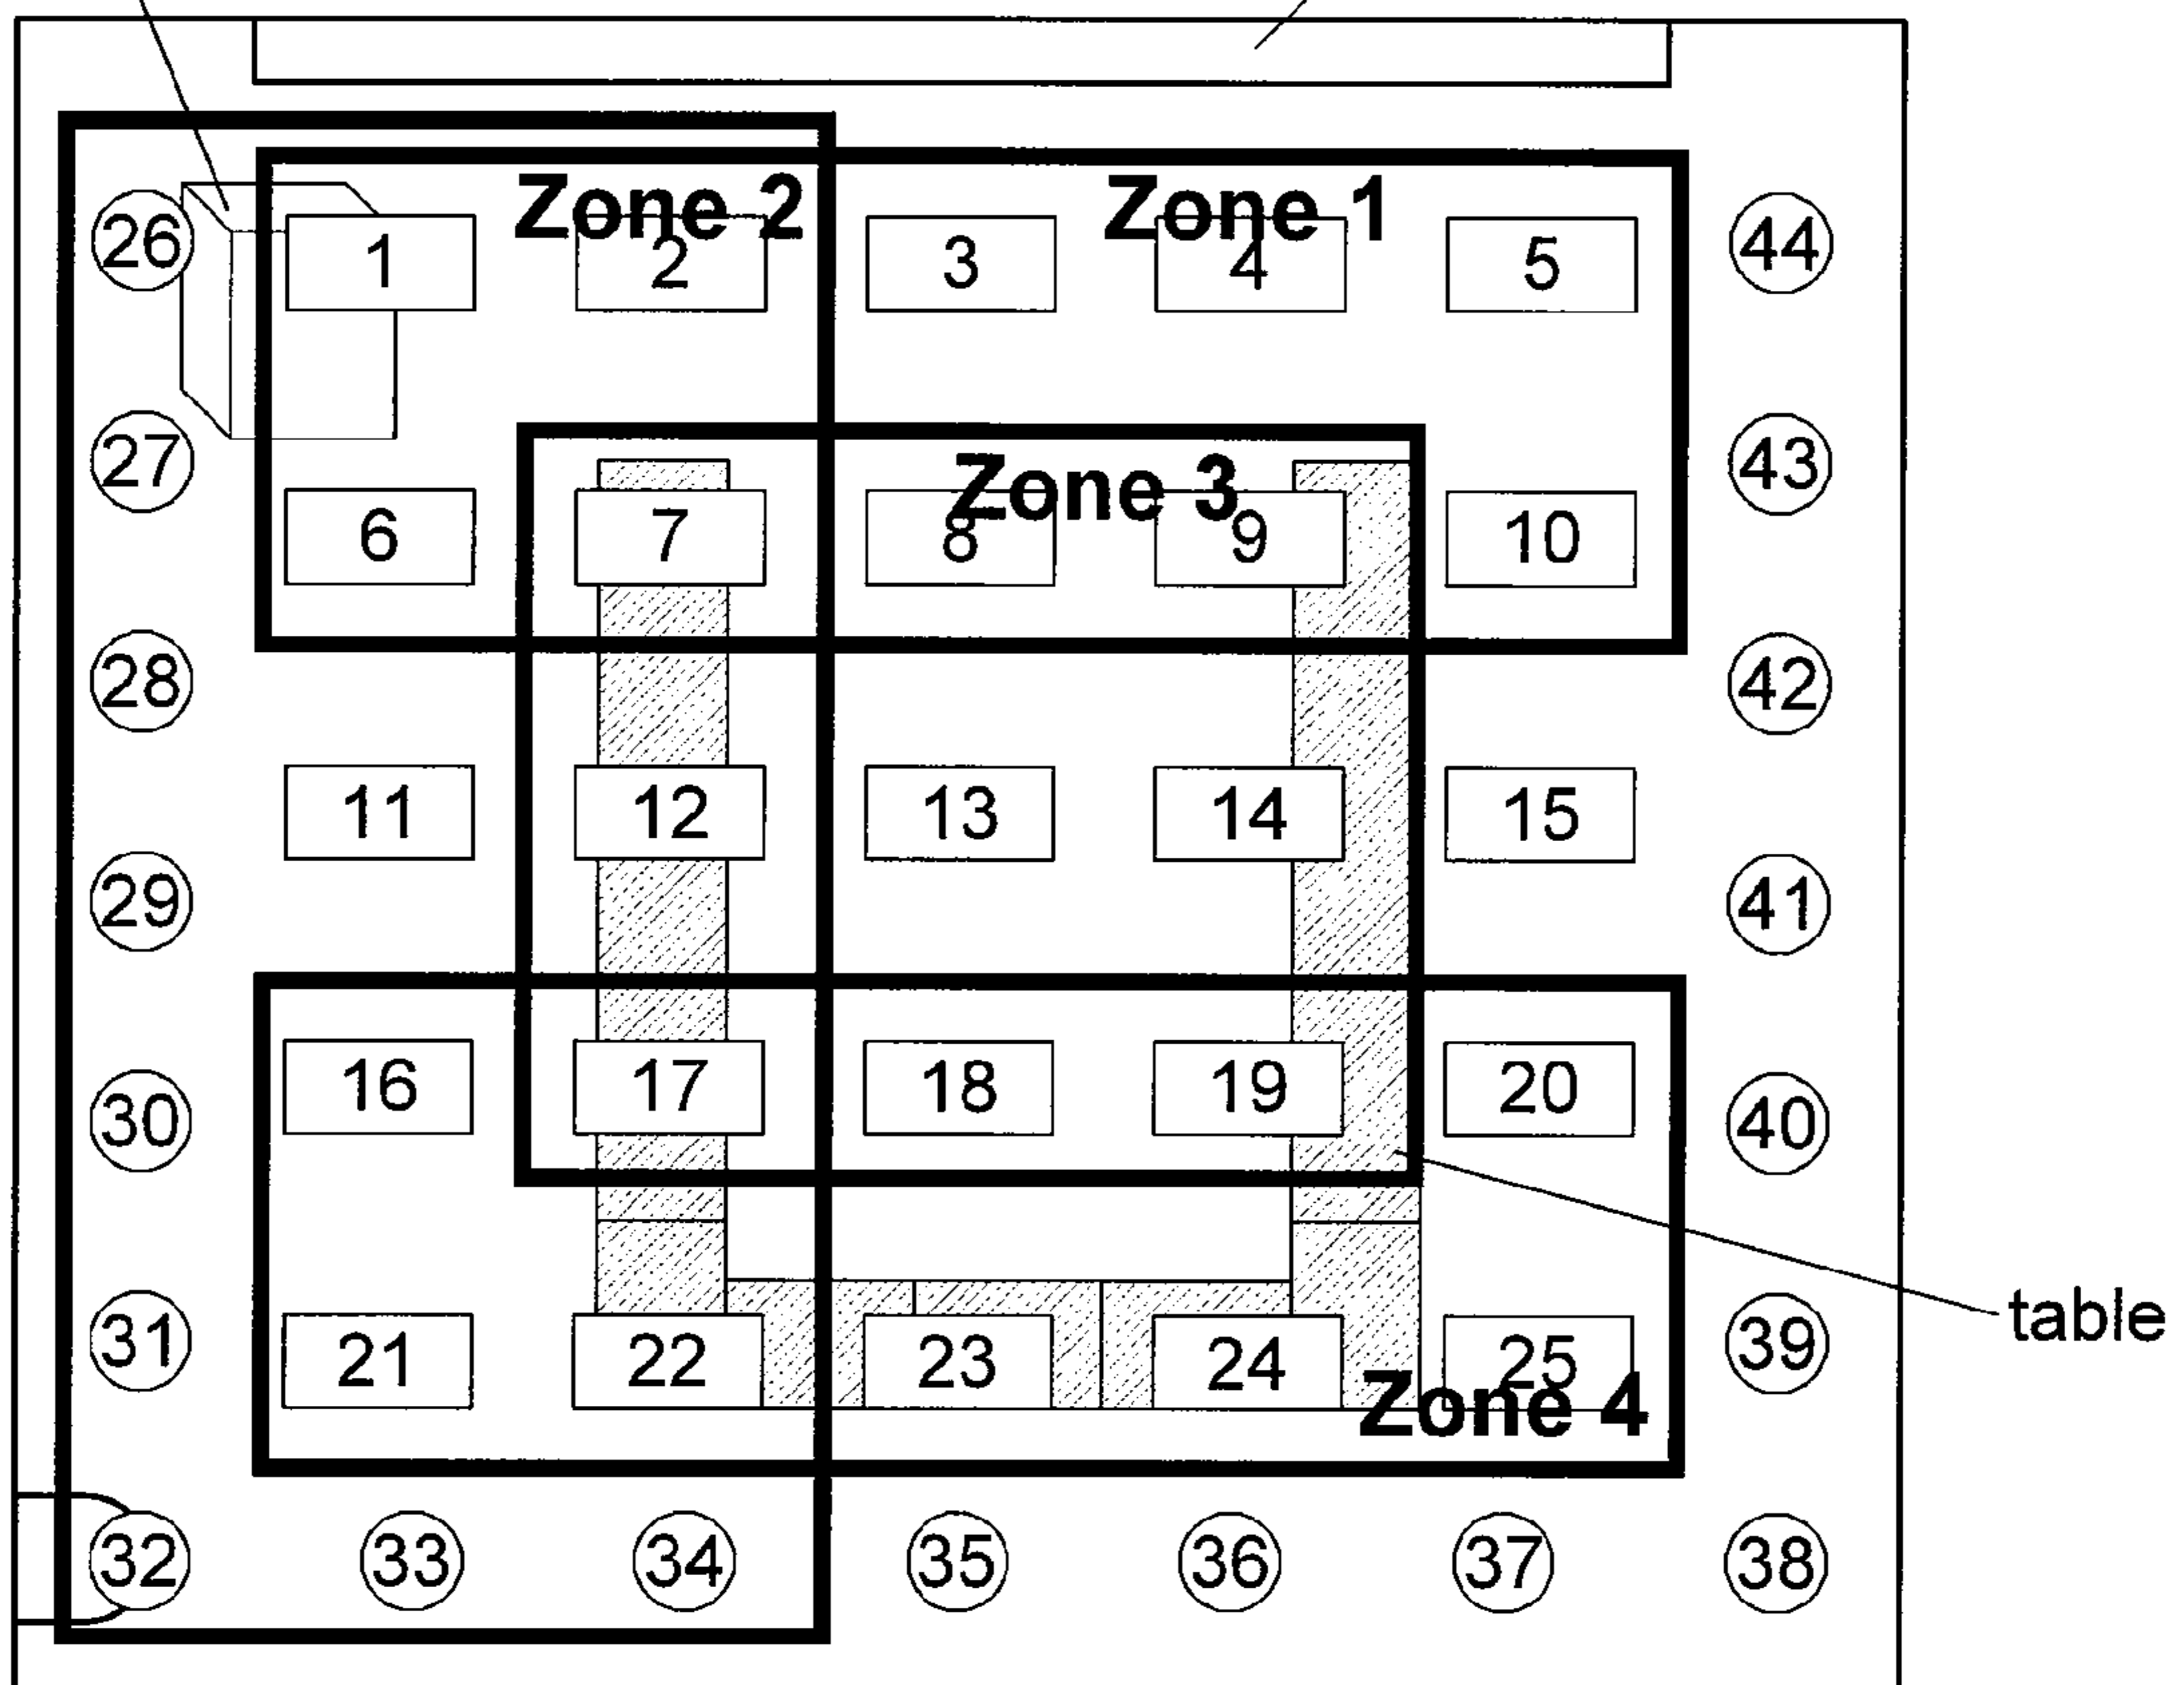 Zone 2 Zone 1
26 1 2 3 4 5 44
27 43
Zone 3
6 7 8 9 10
28 42
11 12 13 14 15
29 41
16 17 18 19 20
30 40
table
31 21 22 23 24 25 39
Zone 4
32 33 34 35 36 37 38